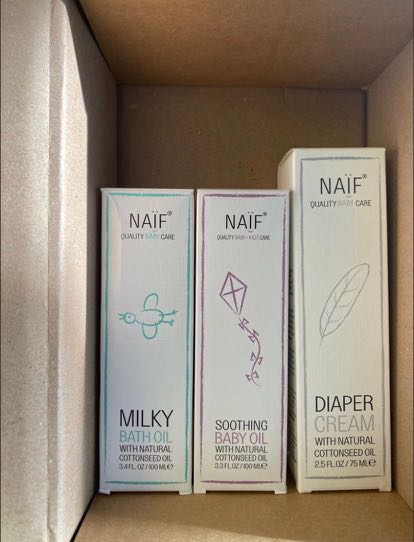 NAÏF®
QUALITY BABY CARE
MILKY
BATH OIL
WITH NATURAL
COTTONSEED OIL
3.4 FL. OZ / 100 ML℮
NAÏF®
QUALITY BABY + KIDS CARE
SOOTHING
BABY OIL
WITH NATURAL
COTTONSEED OIL
3.3 FL. OZ / 100 ML℮
NAÏF®
QUALITY BABY CARE
DIAPER
CREAM
WITH NATURAL
COTTONSEED OIL
2.5 FL. OZ / 75 ML℮